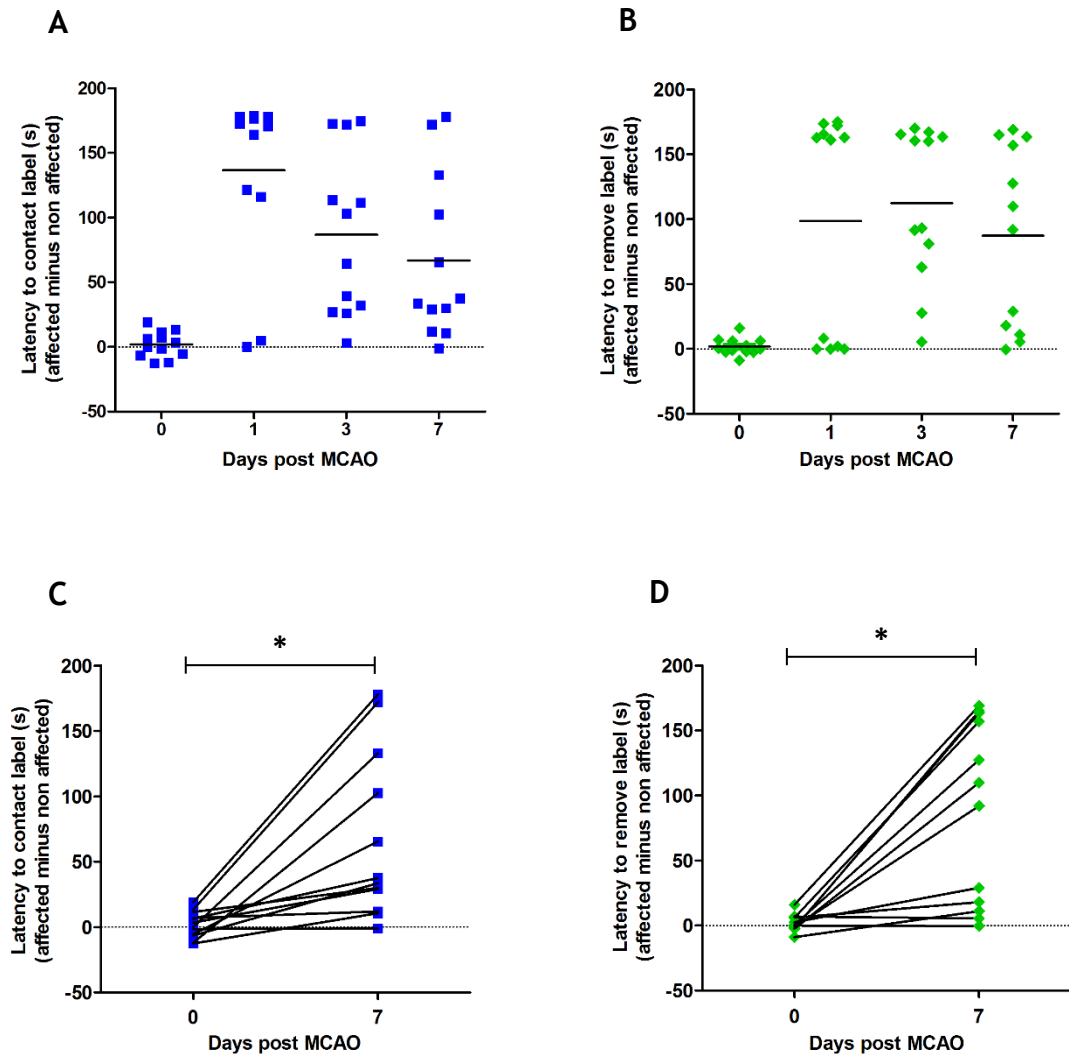 A
Latency to contact label (s)
(affected minus non affected)
200
150
100
50
0
-50
0 1 3 7
Days post MCAO
B
Latency to remove label (s)
(affected minus non affected)
200
150
100
50
0
-50
0 1 3 7
Days post MCAO
C
Latency to contact label (s)
(affected minus non affected)
*
200
150
100
50
0
-50
0 7
Days post MCAO
D
Latency to remove label (s)
(affected minus non affected)
*
200
150
100
50
0
-50
0 7
Days post MCAO